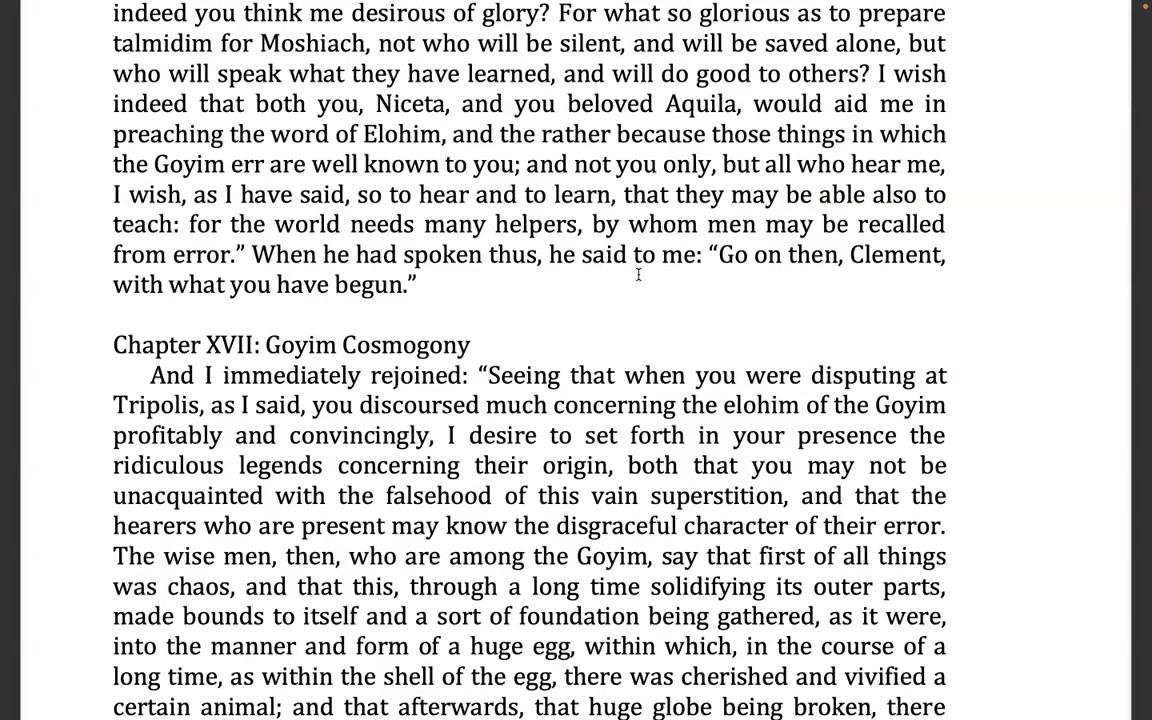 indeed you think me desirous of glory? For what so glorious as to prepare
talmidim for Moshiach, not who will be silent, and will be saved alone, but
who will speak what they have learned, and will do good to others? I wish
indeed that both you, Niceta, and you beloved Aquila, would aid me in
preaching the word of Elohim, and the rather because those things in which
the Goyim err are well known to you; and not you only, but all who hear me,
I wish, as I have said, so to hear and to learn, that they may be able also to
teach: for the world needs many helpers, by whom men may be recalled
from error.” When he had spoken thus, he said to me: “Go on then, Clement,
with what you have begun.”
Chapter XVII: Goyim Cosmogony
And I immediately rejoined: “Seeing that when you were disputing at
Tripolis, as I said, you discoursed much concerning the elohim of the Goyim
profitably and convincingly, I desire to set forth in your presence the
ridiculous legends concerning their origin, both that you may not be
unacquainted with the falsehood of this vain superstition, and that the
hearers who are present may know the disgraceful character of their error.
The wise men, then, who are among the Goyim, say that first of all things
was chaos, and that this, through a long time solidifying its outer parts,
made bounds to itself and a sort of foundation being gathered, as it were,
into the manner and form of a huge egg, within which, in the course of a
long time, as within the shell of the egg, there was cherished and vivified a
certain animal; and that afterwards, that huge globe being broken, there